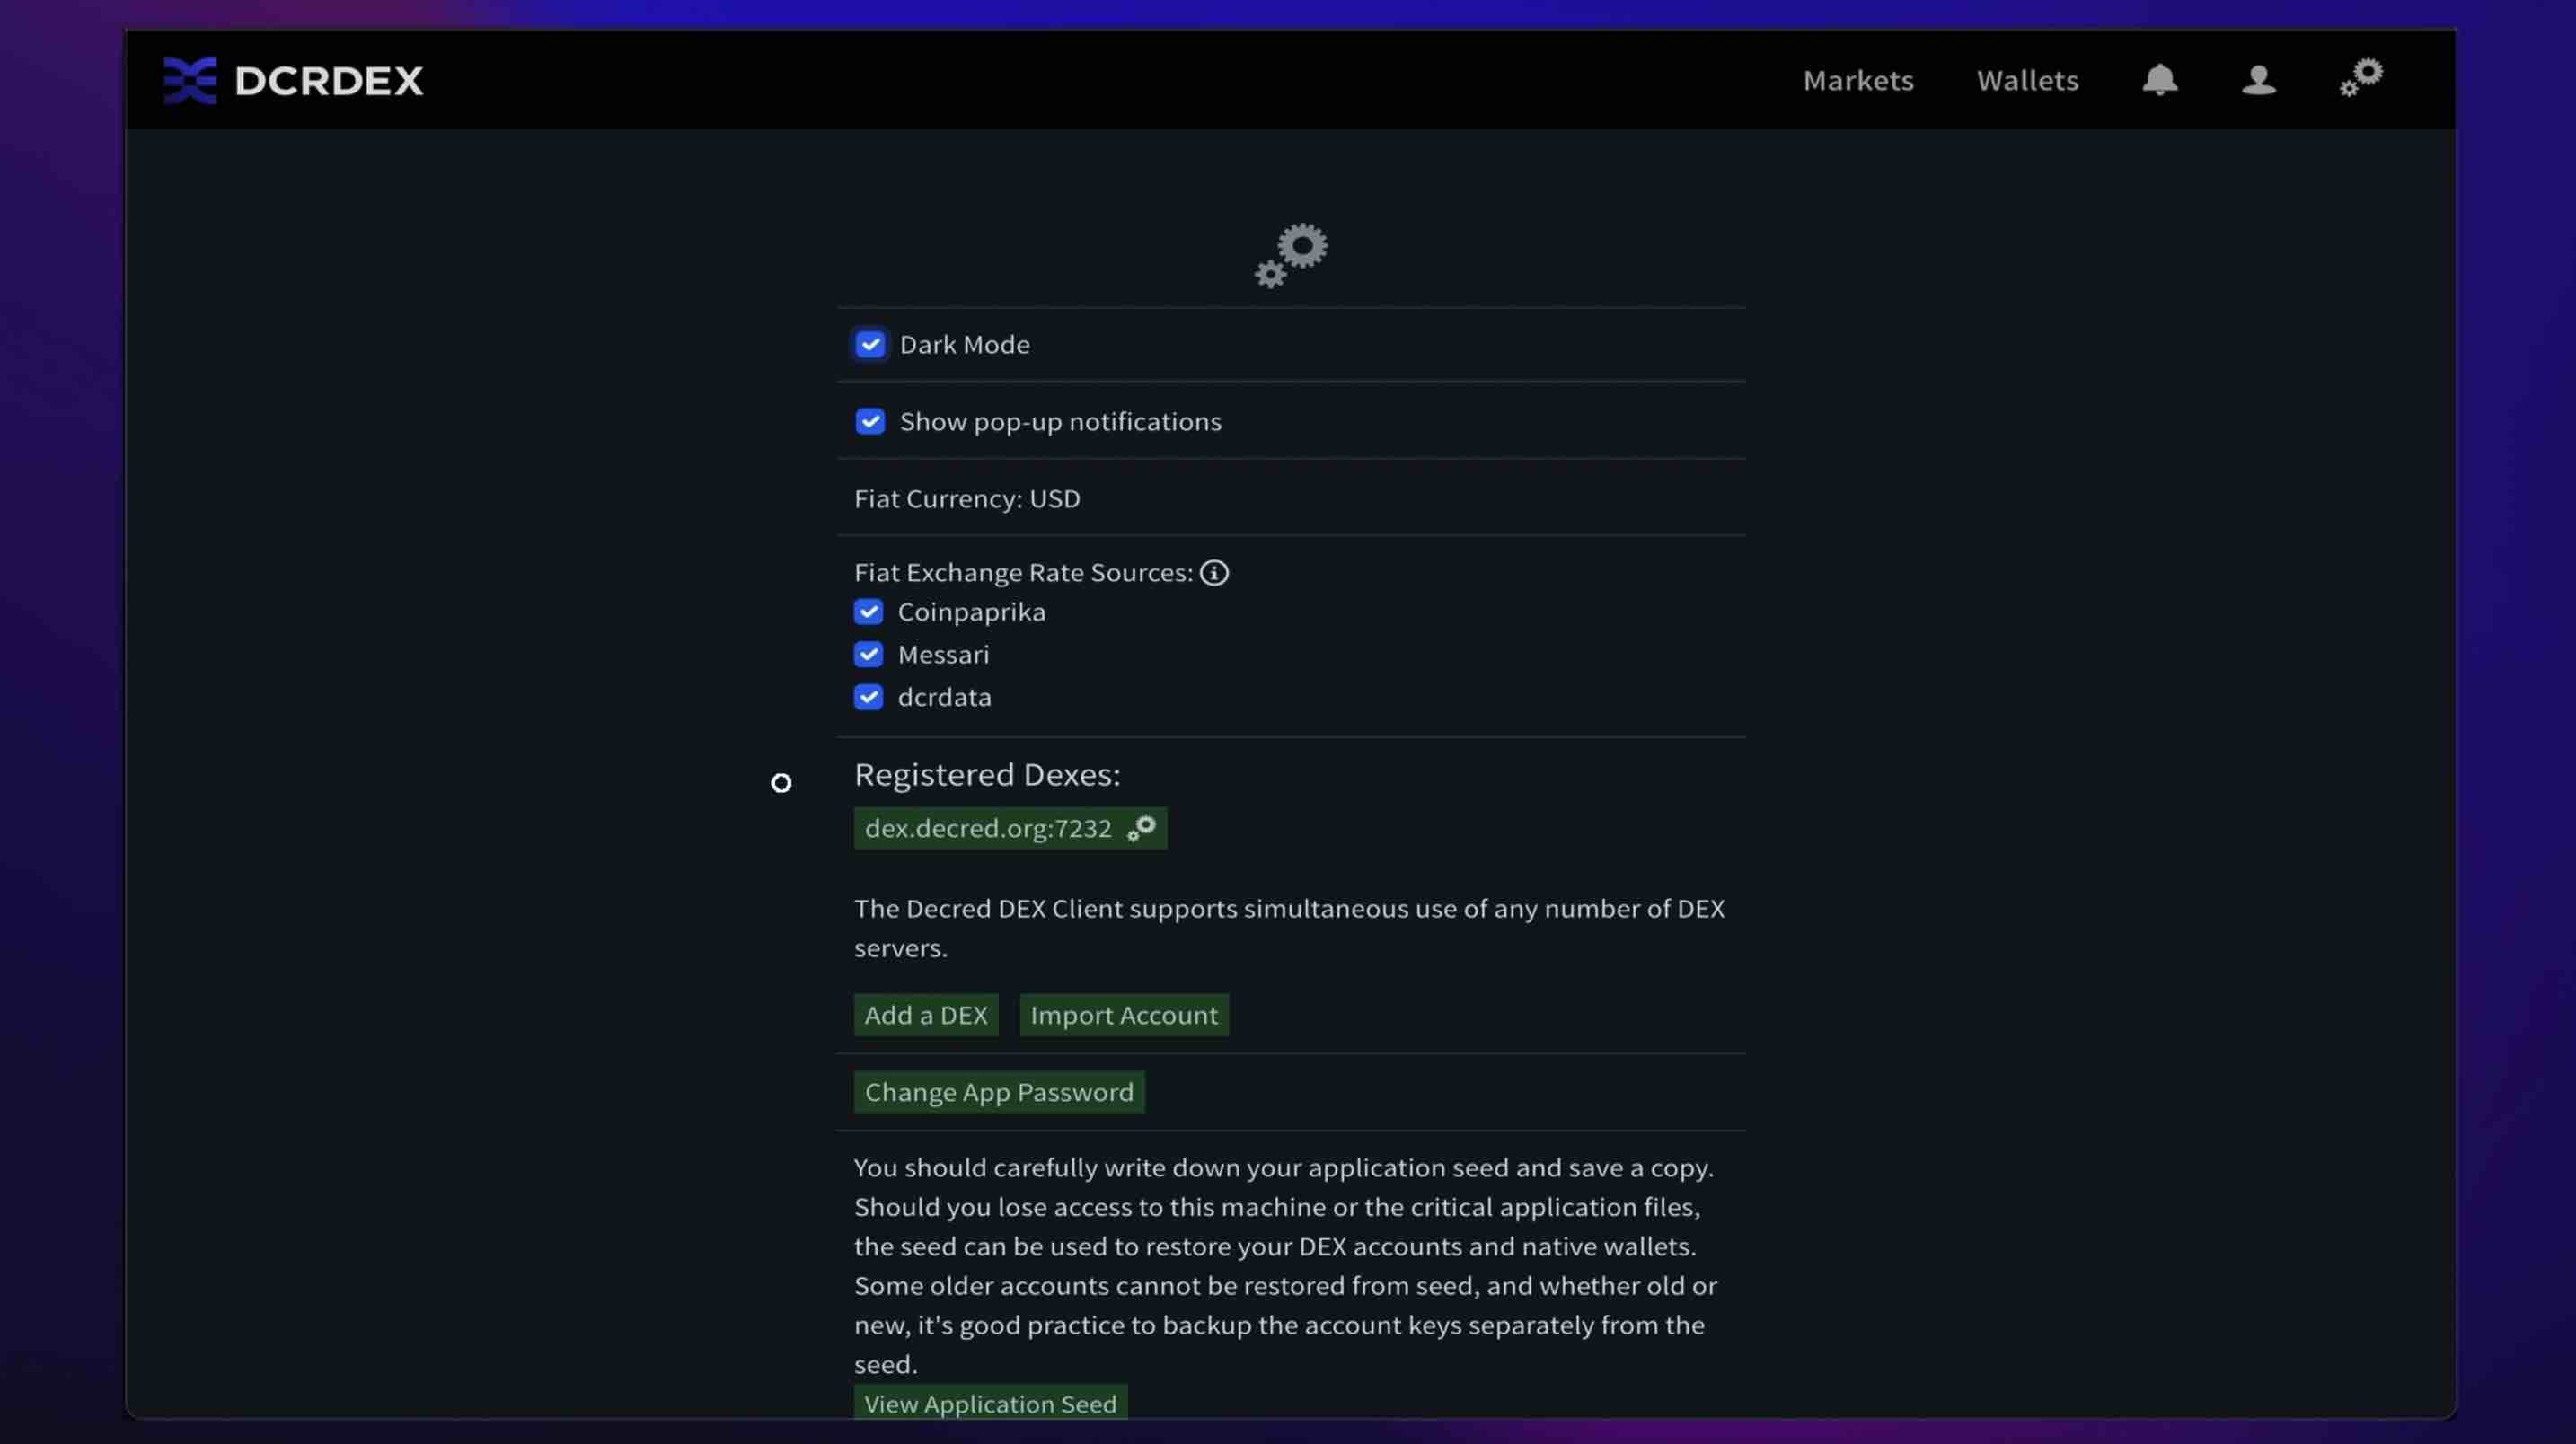 DCRDEX
Markets
Wallets
Dark Mode
Show pop-up notifications
Fiat Currency: USD
Fiat Exchange Rate Sources:
Coinpaprika
Messari
dcrdata
Registered Dexes:
dex.decred.org:7232
The Decred DEX Client supports simultaneous use of any number of DEX
servers.
Add a DEX
Import Account
Change App Password
You should carefully write down your application seed and save a copy.
Should you lose access to this machine or the critical application files,
the seed can be used to restore your DEX accounts and native wallets.
Some older accounts cannot be restored from seed, and whether old or
new, it's good practice to backup the account keys separately from the
seed.
View Application Seed